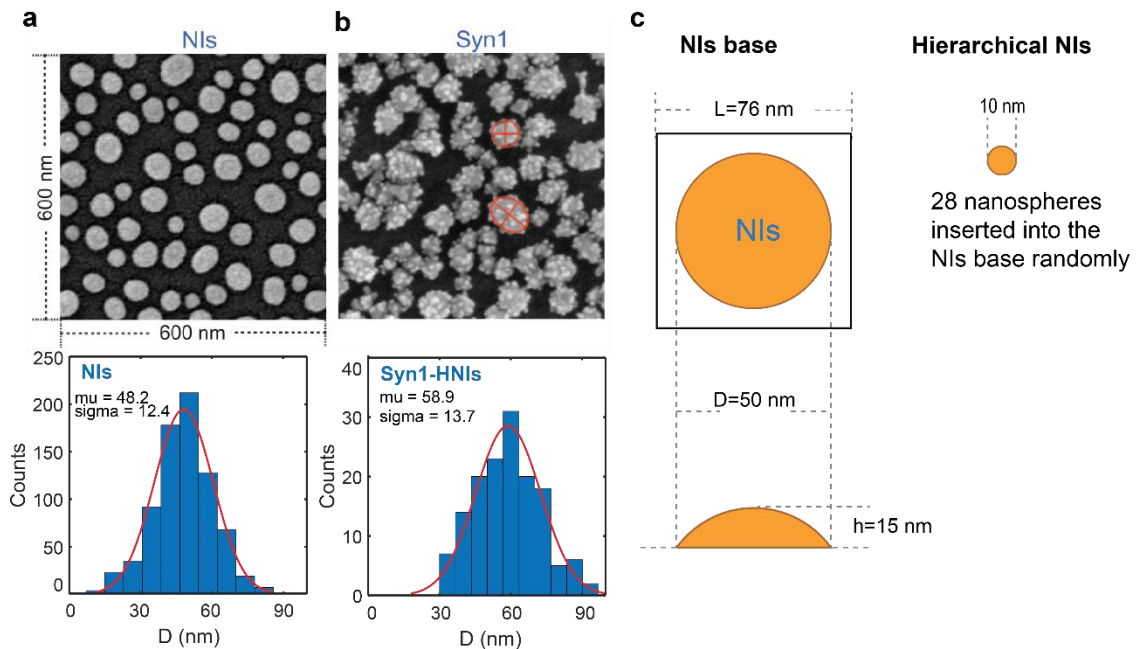 a
NIs
600 nm
600 nm
b
Syn1
250
200
150
100
50
0
Counts
NIs
mu = 48.2
sigma = 12.4
0
30
60
90
D (nm)
40
30
20
10
0
Counts
Syn1-HNIs
mu = 58.9
sigma = 13.7
0
30
60
90
D (nm)
c
NIs base
L=76 nm
NIs
D=50 nm
h=15 nm
Hierarchical NIs
10 nm
28 nanospheres
inserted into the
NIs base randomly